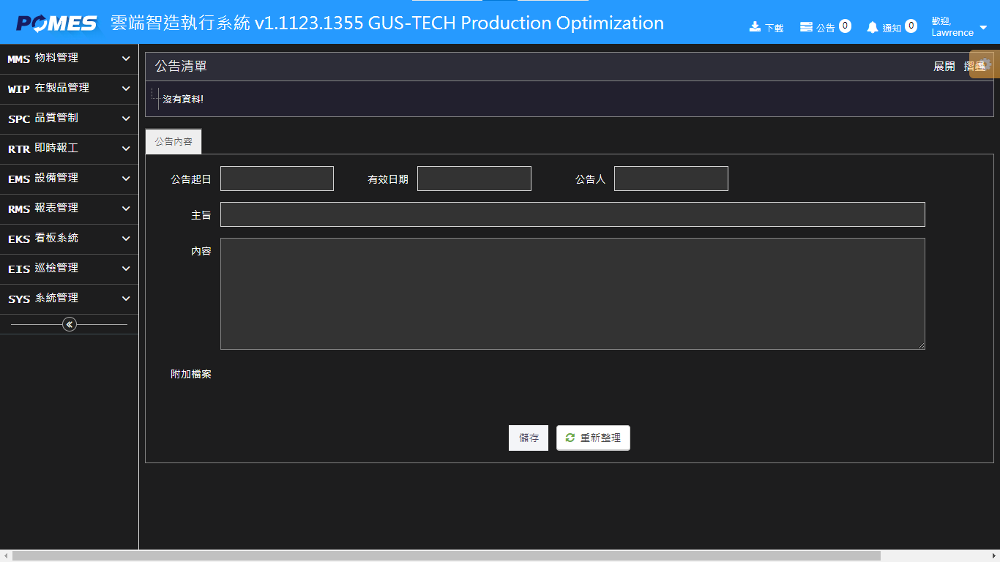 POMES 雲端智造執行系統 v1.1123.1355 GUS-TECH Production Optimization
下載 公告 0 通知 0 歡迎, Lawrence
MMS 物料管理
WIP 在製品管理
SPC 品質管制
RTR 即時報工
EMS 設備管理
RMS 報表管理
EKS 看板系統
EIS 巡檢管理
SYS 系統管理
公告清單 展開 摺疊
沒有資料!
公告內容
公告起日 有效日期 公告人
主旨
內容
附加檔案
儲存 重新整理